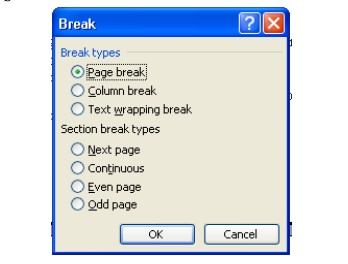 Break
Break types
Page break
Column break
Text wrapping break
Section break types
Next page
Continuous
Even page
Odd page
OK Cancel